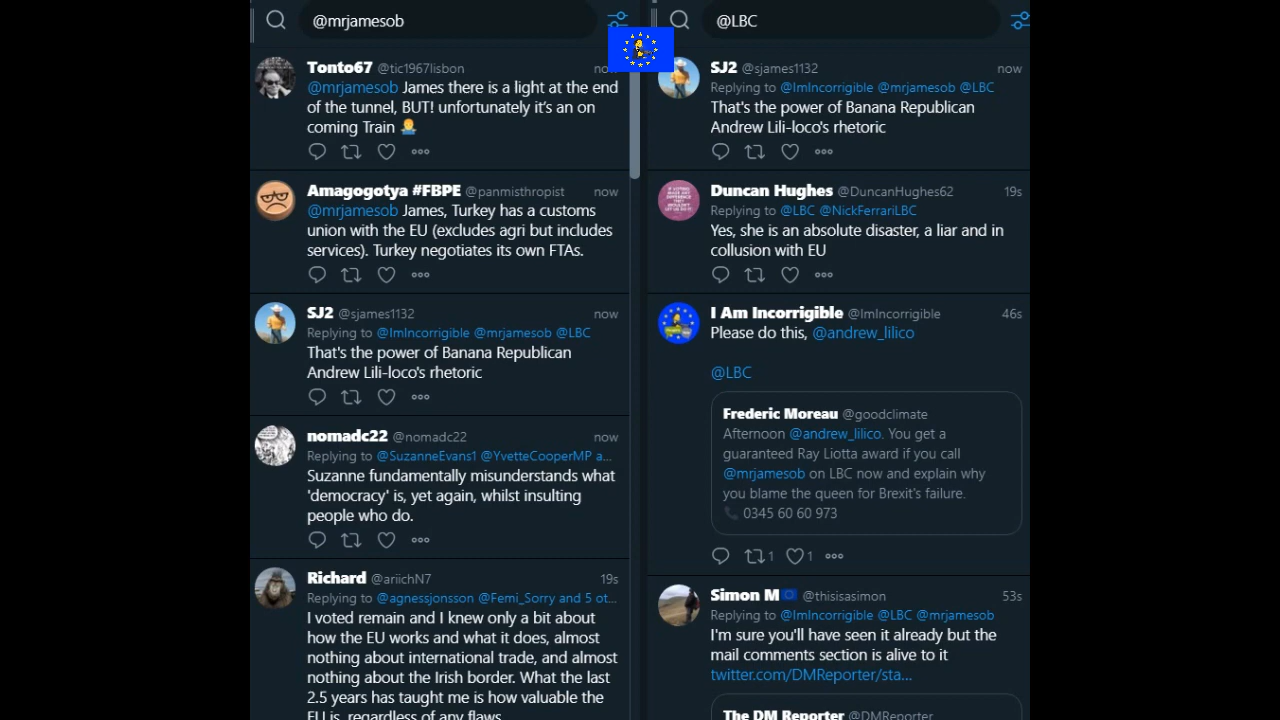 @mrjamesob
Tonto67 @tic1967lisbon
@mrjamesob James there is a light at the end
of the tunnel, BUT! unfortunately it's an on
coming Train
Amagogotya #FBPE @panmisthropist now
@mrjamesob James, Turkey has a customs
union with the EU (excludes agri but includes
services). Turkey negotiates its own FTAs.
SJ2 @sjames1132 now
Replying to @ImIncorrigible @mrjamesob @LBC
That's the power of Banana Republican
Andrew Lili-loco's rhetoric
nomadc22 @nomadc22 now
Replying to @SuzanneEvans1 @YvetteCooperMP a...
Suzanne fundamentally misunderstands what
'democracy' is, yet again, whilst insulting
people who do.
Richard @ariichN7 19s
Replying to @agnessjonsson @Femi_Sorry and 5 ot...
I voted remain and I knew only a bit about
how the EU works and what it does, almost
nothing about international trade, and almost
nothing about the Irish border. What the last
2.5 years has taught me is how valuable the
EU is, regardless of any flaws
@LBC
SJ2 @sjames1132 now
Replying to @ImIncorrigible @mrjamesob @LBC
That's the power of Banana Republican
Andrew Lili-loco's rhetoric
Duncan Hughes @DuncanHughes62 19s
Replying to @LBC @NickFerrariLBC
Yes, she is an absolute disaster, a liar and in
collusion with EU
I Am Incorrigible @ImIncorrigible 46s
Please do this, @andrew_lilico
@LBC
Frederic Moreau @goodclimate
Afternoon @andrew_lilico. You get a
guaranteed Ray Liotta award if you call
@mrjamesob on LBC now and explain why
you blame the queen for Brexit's failure.
0345 60 60 973
1 1
Simon M @thisisasimon 53s
Replying to @ImIncorrigible @LBC @mrjamesob
I'm sure you'll have seen it already but the
mail comments section is alive to it
twitter.com/DMReporter/sta...
The DM Reporter @DMReporter